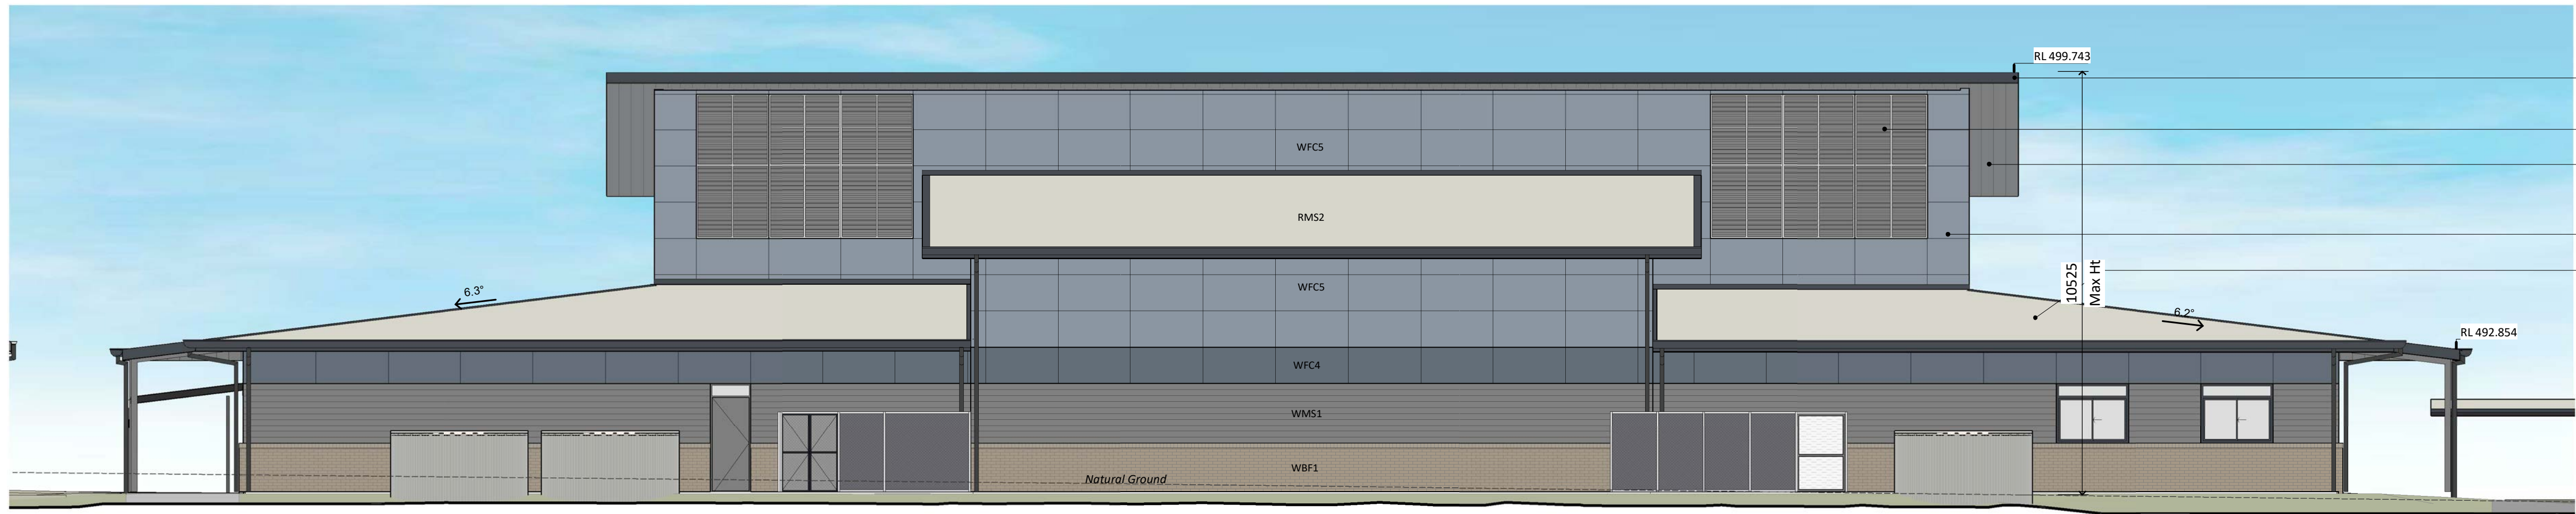 RL 499.743
WFC5
RMS2
WFC5
10525
Max Ht
6.3°
6.2°
RL 492.854
WFC4
WMS1
WBF1
Natural Ground